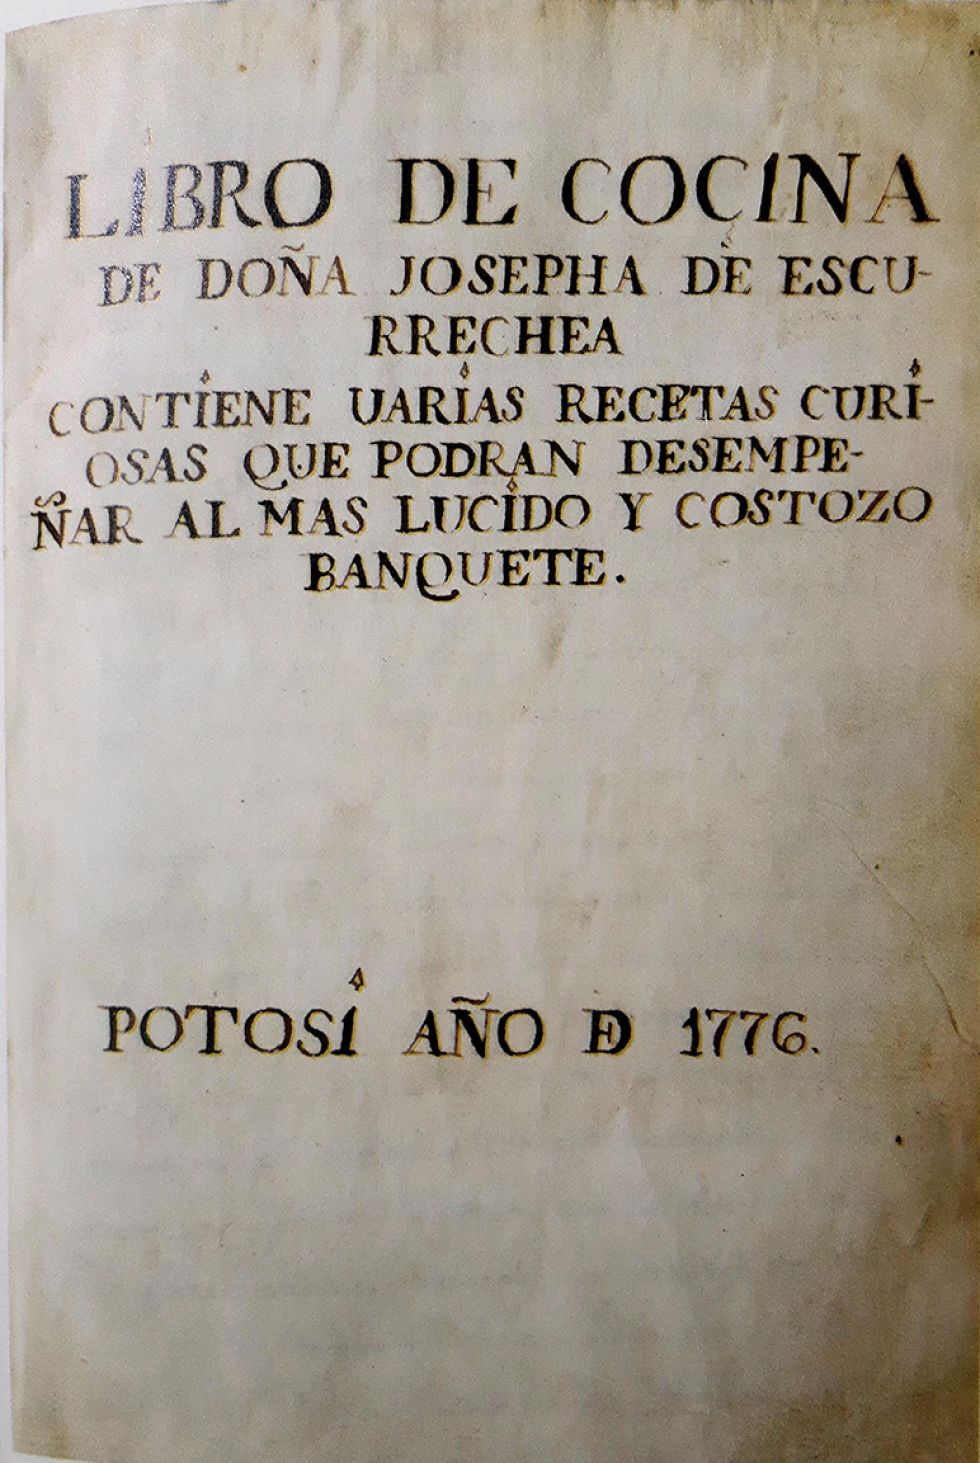 LIBRO DE COCINA
DE DOÑA JOSEPHA DE ESCU-
RRECHEA
CONTIENE UARIAS RECETAS CURI-
OSAS QUE PODRAN DESEMPE-
ÑAR AL MAS LUCIDO Y COSTOZO
BANQUETE.
POTOSI AÑO DE 1776.